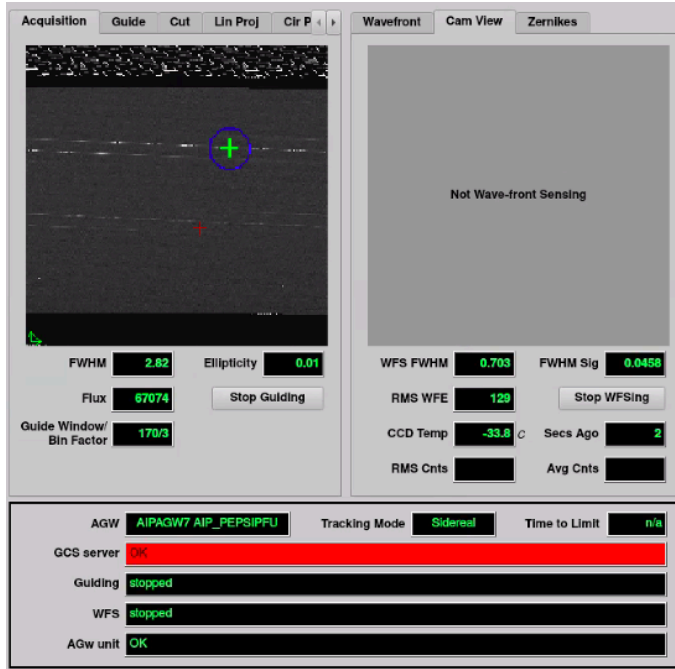 Acquisition Guide Cut Lin Proj Cir P
Wavefront Cam View Zernikes
Not Wave-front Sensing
FWHM 2.82 Ellipticity 0.01
Flux 67074 Stop Guiding
Guide Window/
Bin Factor 170/3
WFS FWHM 0.703 FWHM Sig 0.0458
RMS WFE 129 Stop WFSing
CCD Temp -33.8 C Secs Ago 2
RMS Cnts Avg Cnts
AGW AIPAGW7 AIP_PEPSIPFU Tracking Mode Sidereal Time to Limit n/a
GCS server OK
Guiding stopped
WFS stopped
AGw unit OK